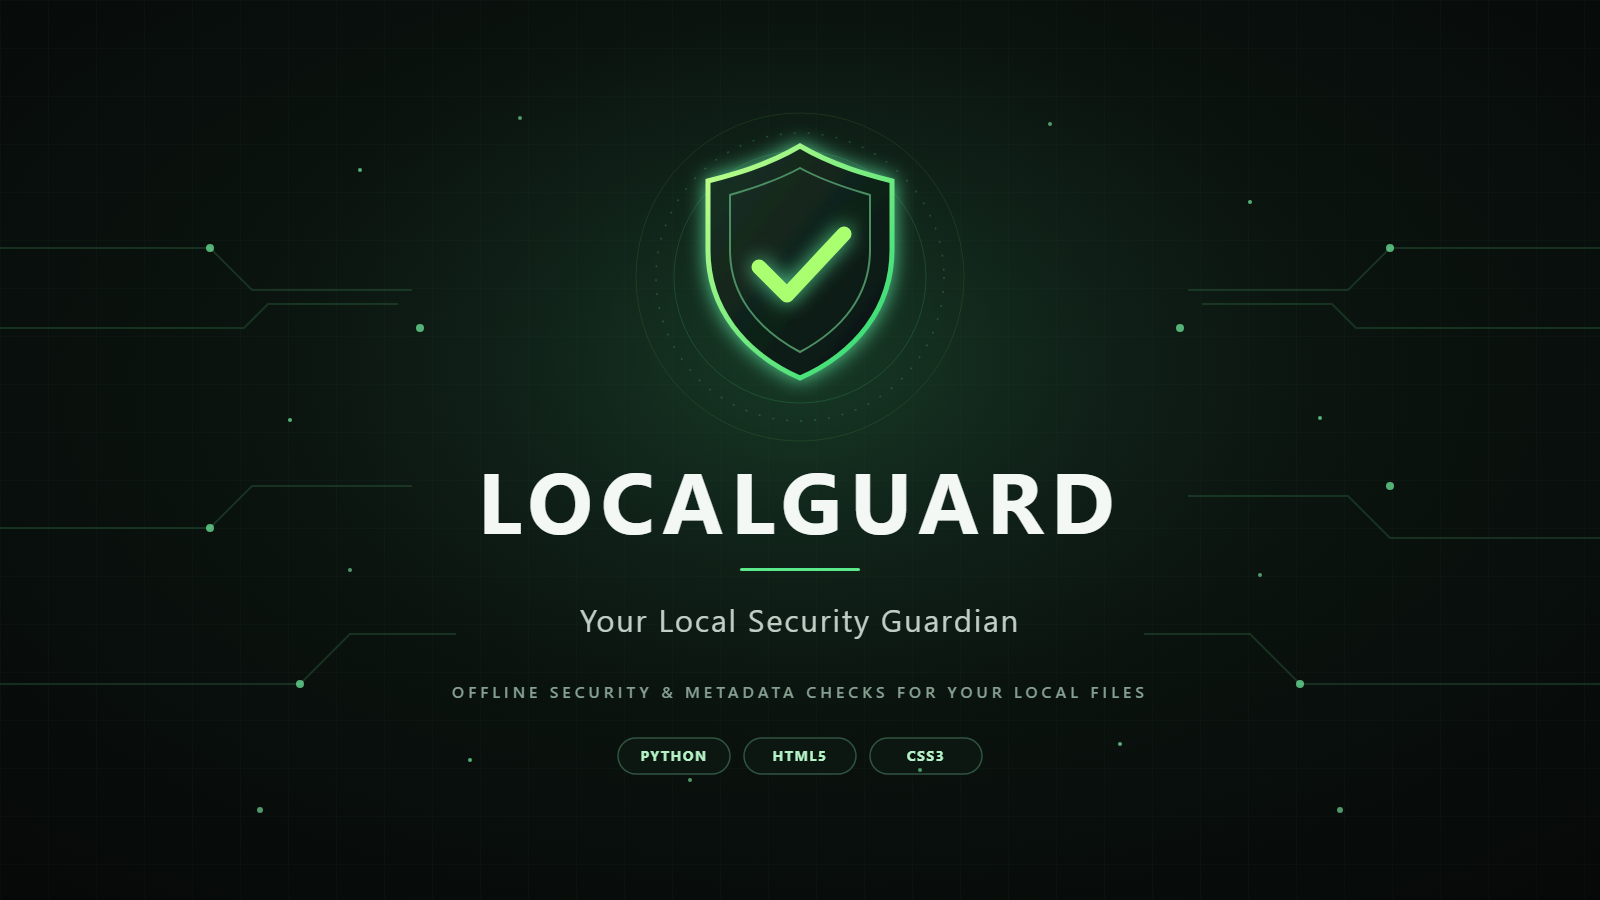 LOCALGUARD
Your Local Security Guardian
OFFLINE SECURITY & METADATA CHECKS FOR YOUR LOCAL FILES
PYTHON HTML5 CSS3